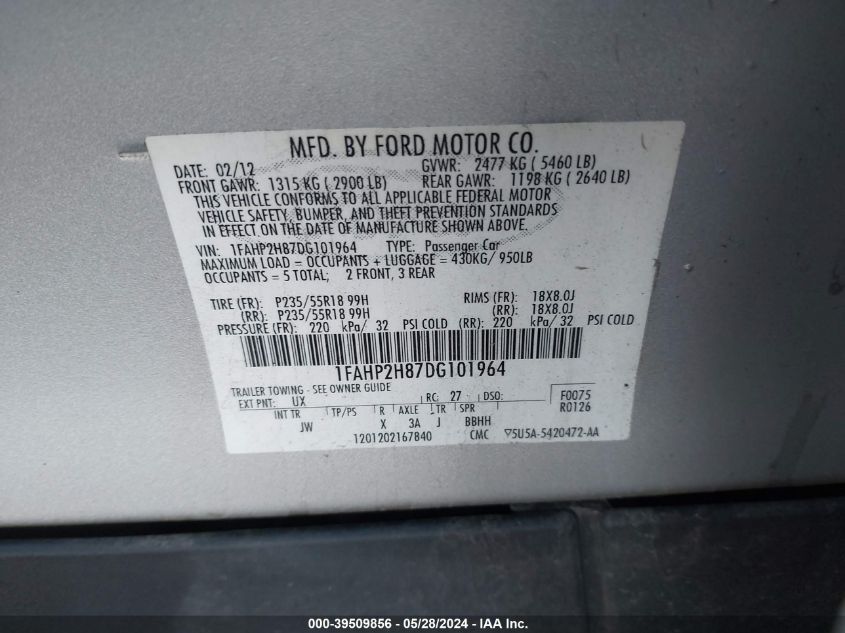 MFD. BY FORD MOTOR CO.
DATE: 02/12 GVWR: 2477 KG ( 5460 LB)
FRONT GAWR: 1315 KG ( 2900 LB) REAR GAWR: 1198 KG ( 2640 LB)
THIS VEHICLE CONFORMS TO ALL APPLICABLE FEDERAL MOTOR
VEHICLE SAFETY, BUMPER, AND THEFT PREVENTION STANDARDS
IN EFFECT ON THE DATE OF MANUFACTURE SHOWN ABOVE.
VIN: 1FAHP2H87DG101964 TYPE: Passenger Car
MAXIMUM LOAD = OCCUPANTS + LUGGAGE = 430KG/ 950LB
OCCUPANTS = 5 TOTAL; 2 FRONT, 3 REAR
TIRE (FR): P235/55R18 99H RIMS (FR): 18X8.0J
(RR): P235/55R18 99H (RR): 18X8.0J
PRESSURE (FR): 220 kPa/ 32 PSI COLD (RR): 220 kPa/ 32 PSI COLD
1FAHP2H87DG101964
TRAILER TOWING - SEE OWNER GUIDE
EXT PNT: UX RC: 27 DSO: F0075
INT TR TP/PS R AXLE TR SPR R0126
JW X 3A J BBHH
1201202167840 CMC 5U5A-5420472-AA
000-39509856 - 05/28/2024 - IAA Inc.